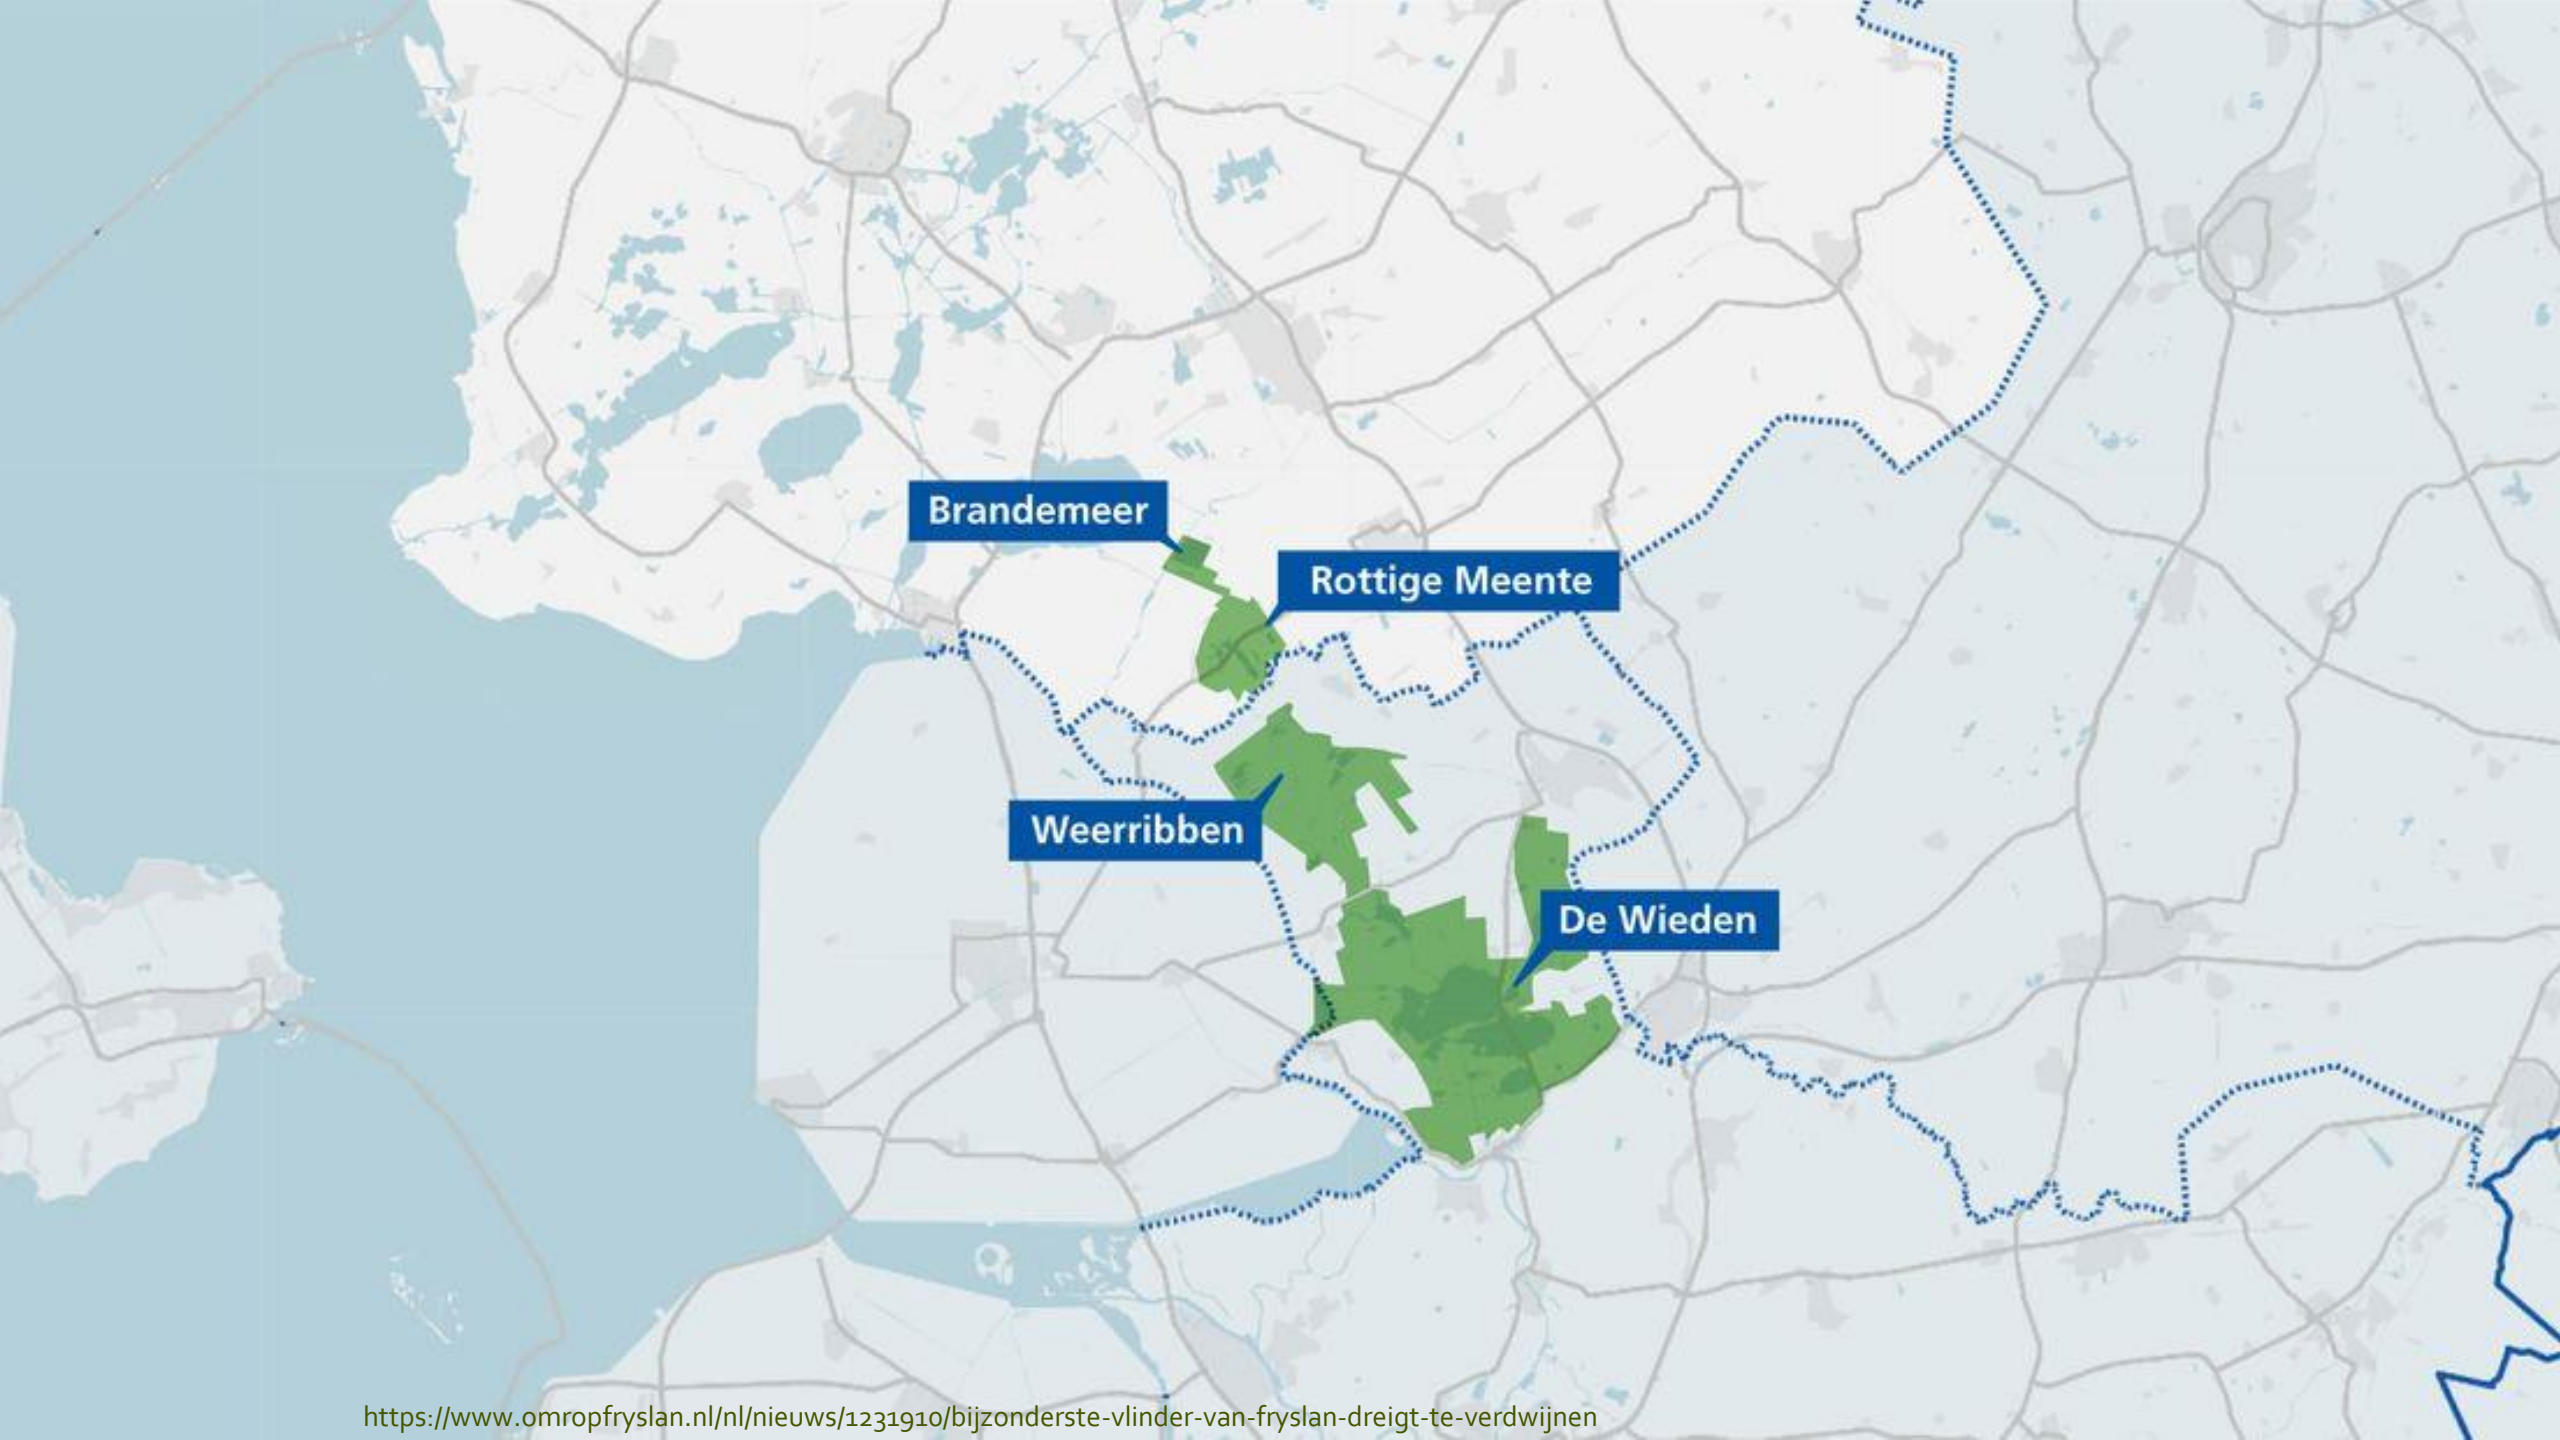 Brandemeer
Rottige Meente
Weerribben
De Wieden
https://www.omropfryslan.nl/nl/nieuws/1231910/bijzonderste-vlinder-van-fryslan-dreigt-te-verdwijnen